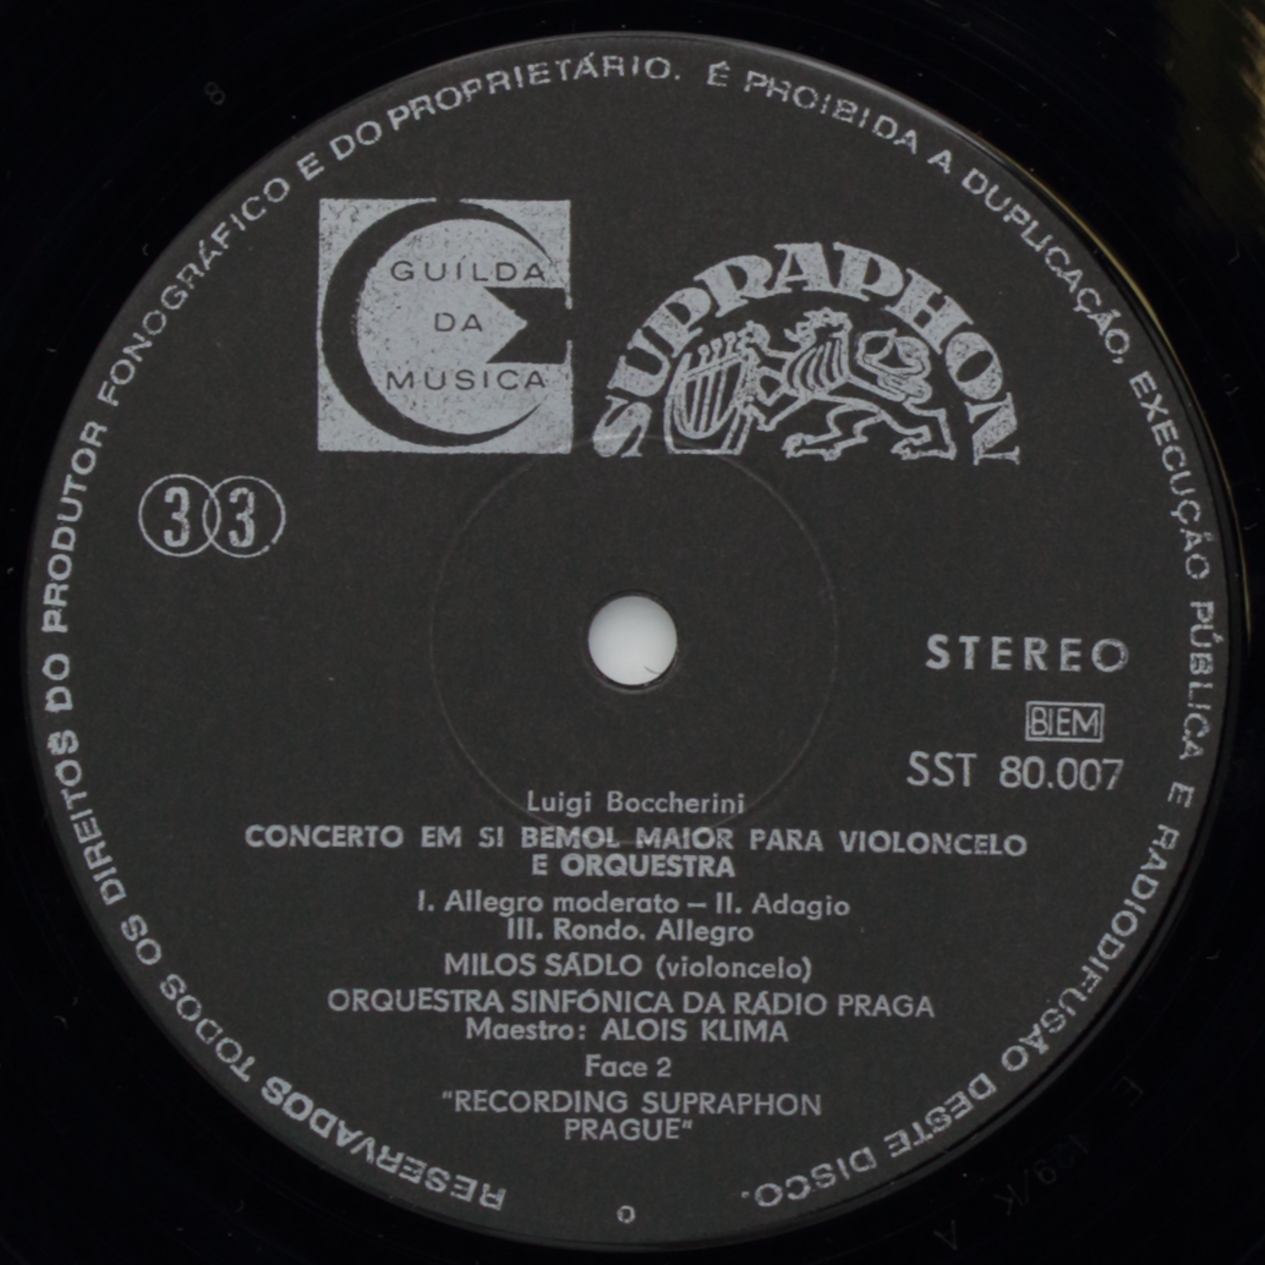 RESERVADOS TODOS OS DIREITOS DO PRODUTOR FONOGRÁFICO E DO PROPRIETÁRIO. É PROIBIDA A DUPLICAÇÃO, EXECUÇÃO PÚBLICA E RADIODIFUSÃO DESTE DISCO.
GUÍLDA
DA
MÚSICA
SUPRAPHON
33
STEREO
BIEM
SST 80.007
Luigi Boccherini
CONCERTO EM SI BEMOL MAIOR PARA VIOLONCELO
E ORQUESTRA
I. Allegro moderato – II. Adagio
III. Rondo. Allegro
MILOS SÁDLO (violoncelo)
ORQUESTRA SINFÓNICA DA RÁDIO PRAGA
Maestro: ALOIS KLIMA
Face 2
"RECORDING SUPRAPHON
PRAGUE"